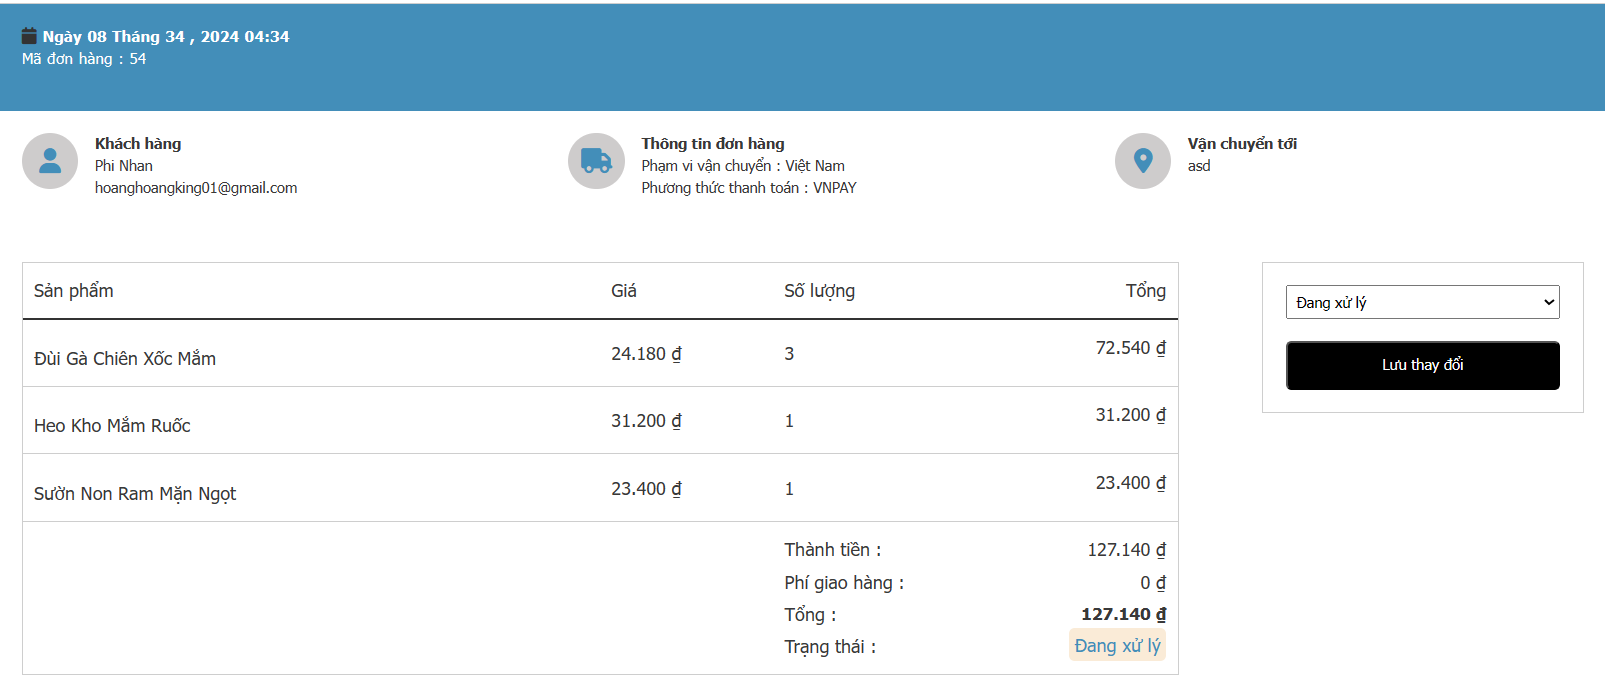 Ngày 08 Tháng 34 , 2024 04:34
Mã đơn hàng : 54
Khách hàng
Phi Nhan
hoanghoangking01@gmail.com
Thông tin đơn hàng
Phạm vi vận chuyển : Việt Nam
Phương thức thanh toán : VNPAY
Vận chuyển tới
asd
Sản phẩm Giá Số lượng Tổng
Đùi Gà Chiên Xốc Mắm 24.180 ₫ 3 72.540 ₫
Heo Kho Mắm Ruốc 31.200 ₫ 1 31.200 ₫
Sườn Non Ram Mặn Ngọt 23.400 ₫ 1 23.400 ₫
Thành tiền : 127.140 ₫
Phí giao hàng : 0 ₫
Tổng : 127.140 ₫
Trạng thái : Đang xử lý
Đang xử lý
Lưu thay đổi